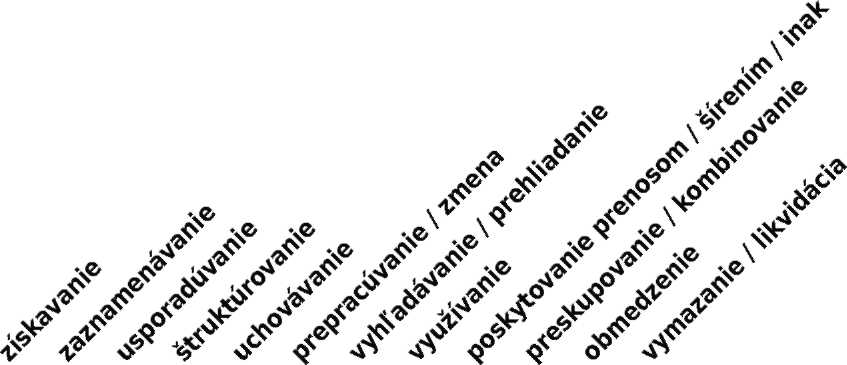 získavanie
zaznamenávanie
usporadúvanie
štruktúrovanie
uchovávanie
prepracúvanie / zmena
vyhľadávanie / prehliadanie
využívanie
poskytovanie prenosom / šírením / inak
preskupovanie / kombinovanie
obmedzenie
vymazanie / likvidácia